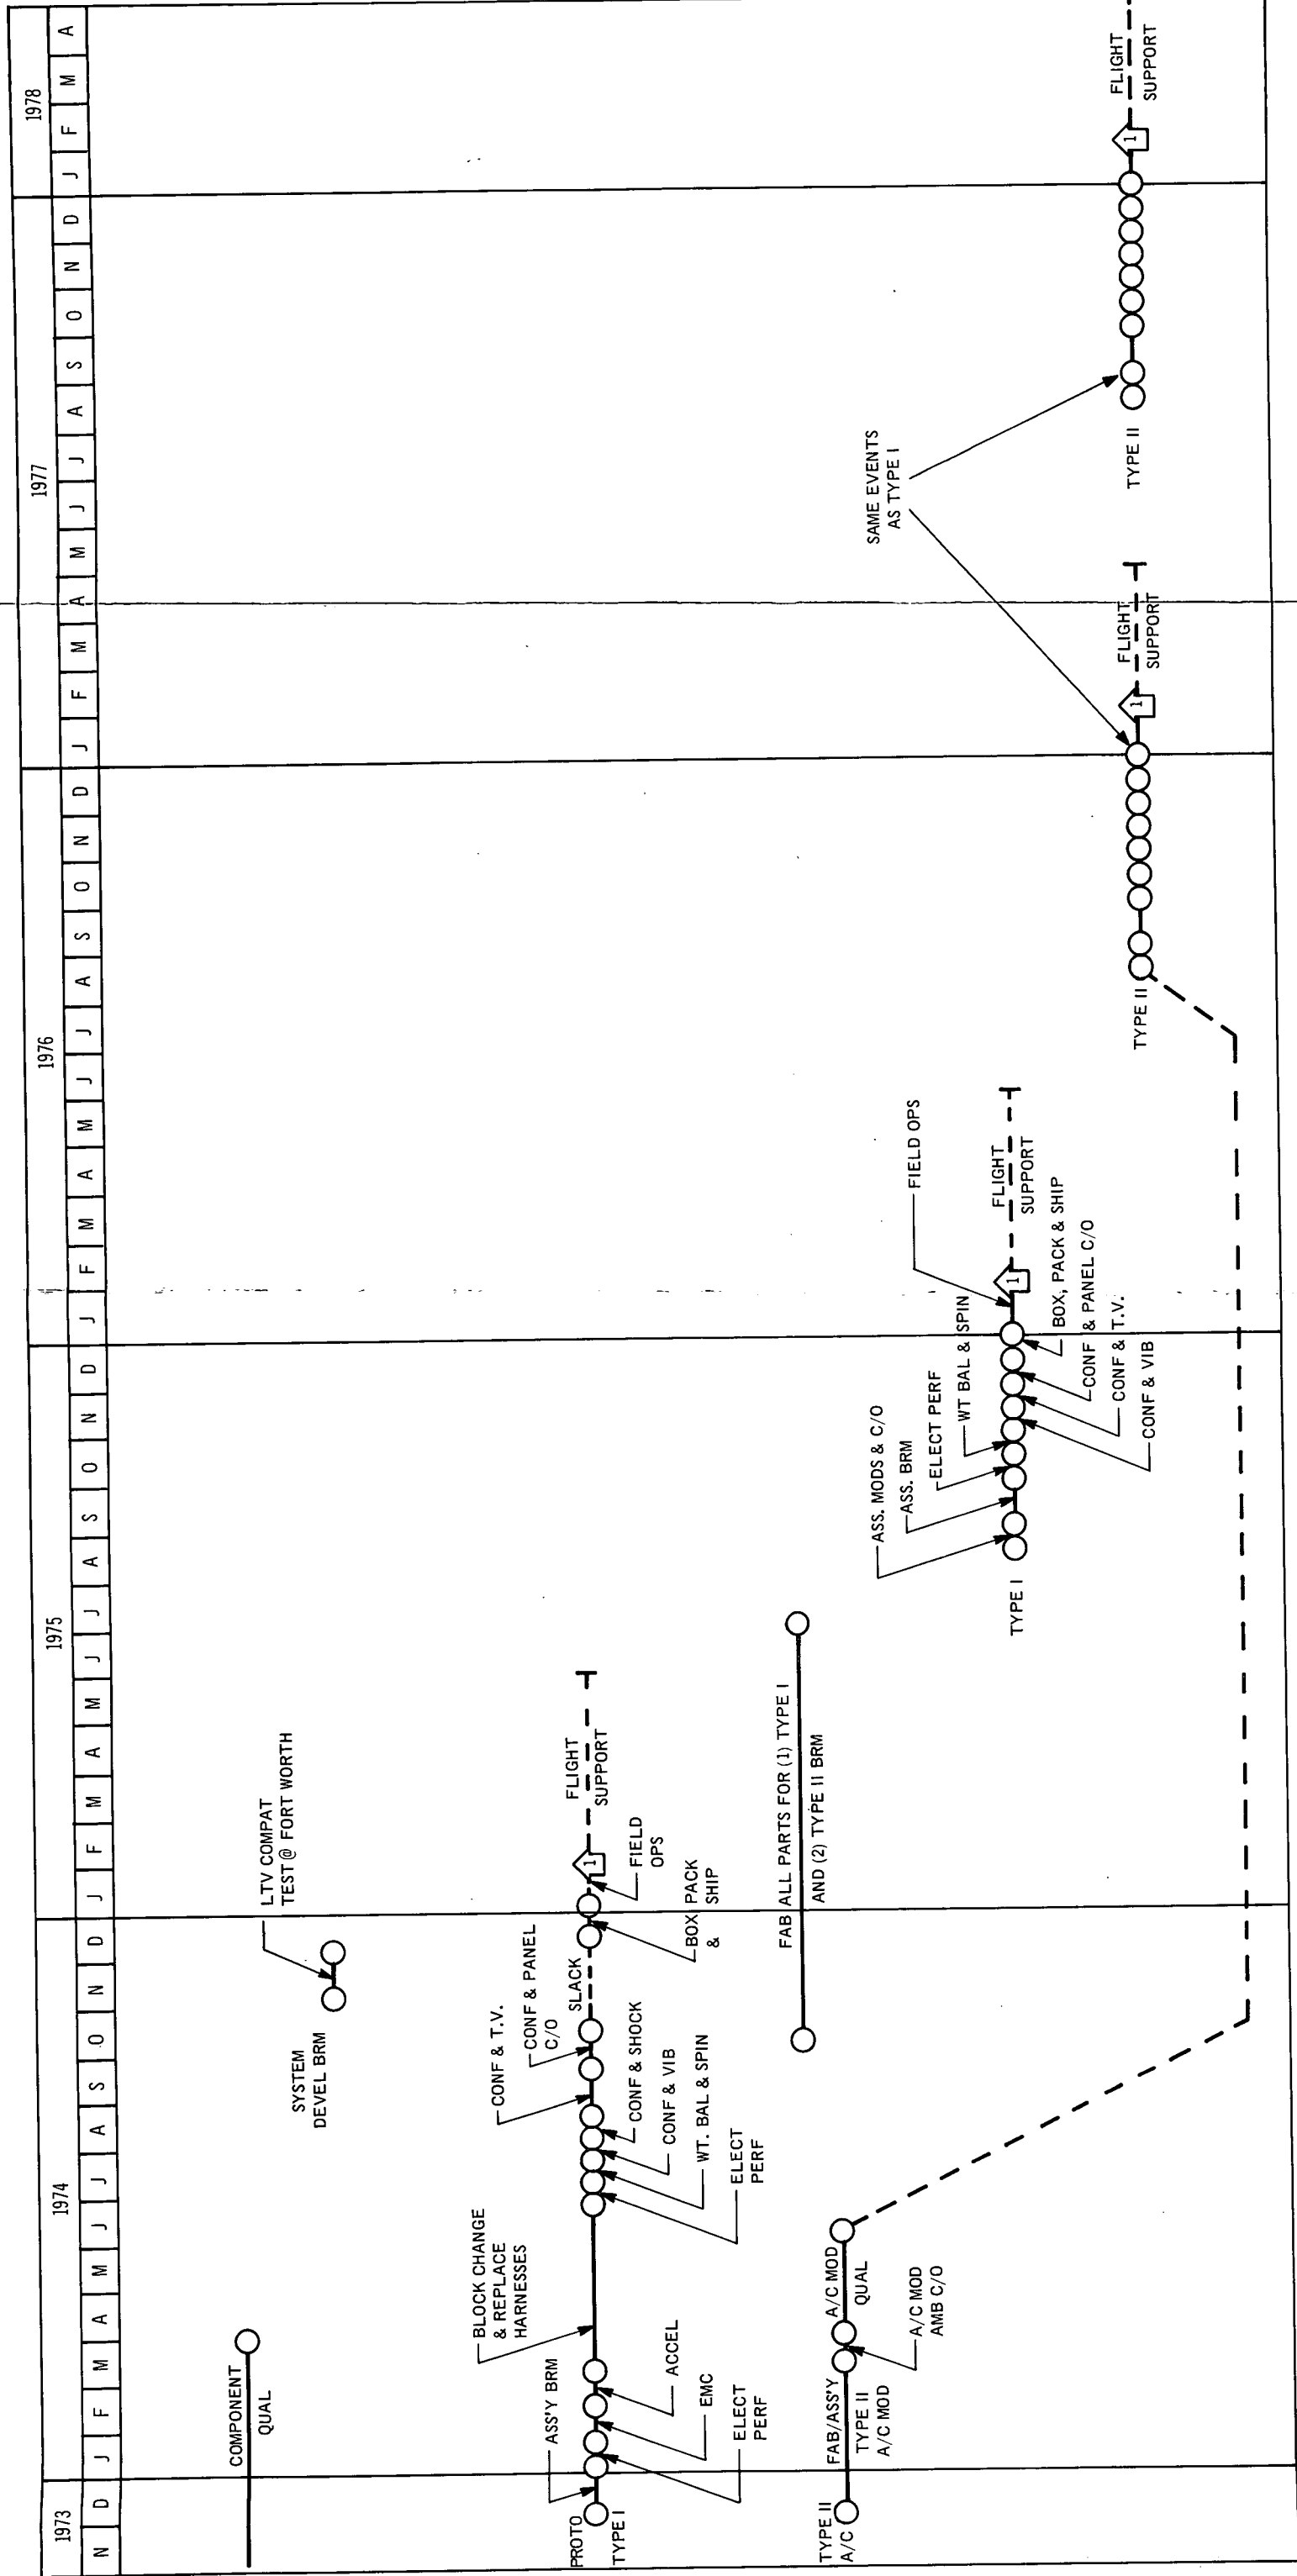 1973 1974 1975 1976 1977 1978
N D J F M A M J J A S O N D J F M A M J J A S O N D J F M A M J J A S O N D J F M A M J J A S O N D J F M A
COMPONENT
QUAL
SYSTEM
DEVEL BRM
LTV COMPAT
TEST @ FORT WORTH
PROTO
TYPE I
ASS'Y BRM
ELECT
PERF
EMC
ACCEL
BLOCK CHANGE
& REPLACE
HARNESSES
ELECT
PERF
WT. BAL & SPIN
CONF & VIB
CONF & SHOCK
CONF & T.V.
CONF & PANEL
C/O
SLACK
BOX, PACK
&
SHIP
FIELD
OPS
1
FLIGHT
SUPPORT
FAB ALL PARTS FOR (1) TYPE I
AND (2) TYPE II BRM
TYPE II
A/C
FAB/ASS'Y
TYPE II
A/C MOD
A/C MOD
AMB C/O
A/C MOD
QUAL
TYPE I
ASS. MODS & C/O
ASS. BRM
ELECT PERF
WT BAL & SPIN
CONF & VIB
CONF & T.V.
CONF & PANEL C/O
BOX, PACK & SHIP
FIELD OPS
1
FLIGHT
SUPPORT
TYPE II
SAME EVENTS
AS TYPE I
1
FLIGHT
SUPPORT
TYPE II
1
FLIGHT
SUPPORT